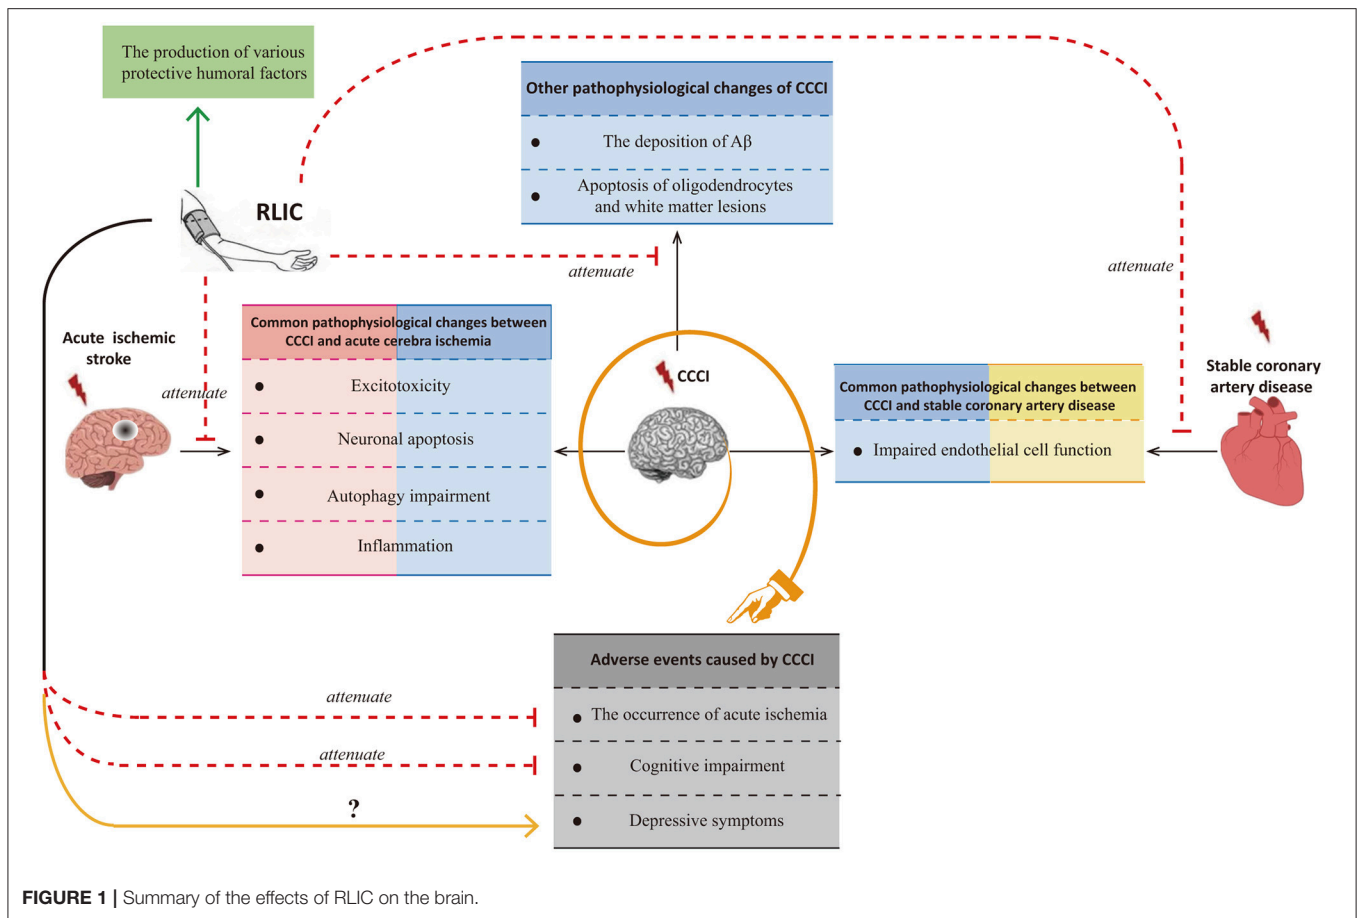 The production of various
protective humoral factors
RLIC
Other pathophysiological changes of CCCI
● The deposition of Aβ
● Apoptosis of oligodendrocytes
and white matter lesions
attenuate
attenuate
Acute ischemic
stroke
attenuate
Common pathophysiological changes between
CCCI and acute cerebra ischemia
● Excitotoxicity
● Neuronal apoptosis
● Autophagy impairment
● Inflammation
CCCI
Common pathophysiological changes between
CCCI and stable coronary artery disease
● Impaired endothelial cell function
Stable coronary
artery disease
Adverse events caused by CCCI
● The occurrence of acute ischemia
● Cognitive impairment
● Depressive symptoms
attenuate
attenuate
?
FIGURE 1 | Summary of the effects of RLIC on the brain.